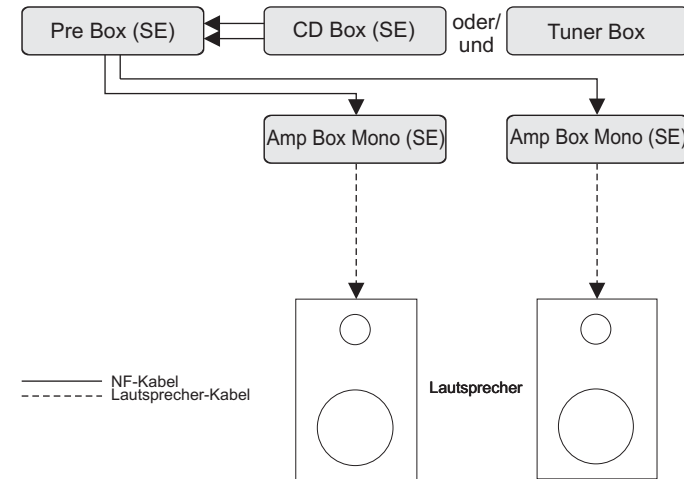 Pre Box (SE)
CD Box (SE)
oder/
und
Tuner Box
Amp Box Mono (SE)
Amp Box Mono (SE)
NF-Kabel
Lautsprecher-Kabel
Lautsprecher